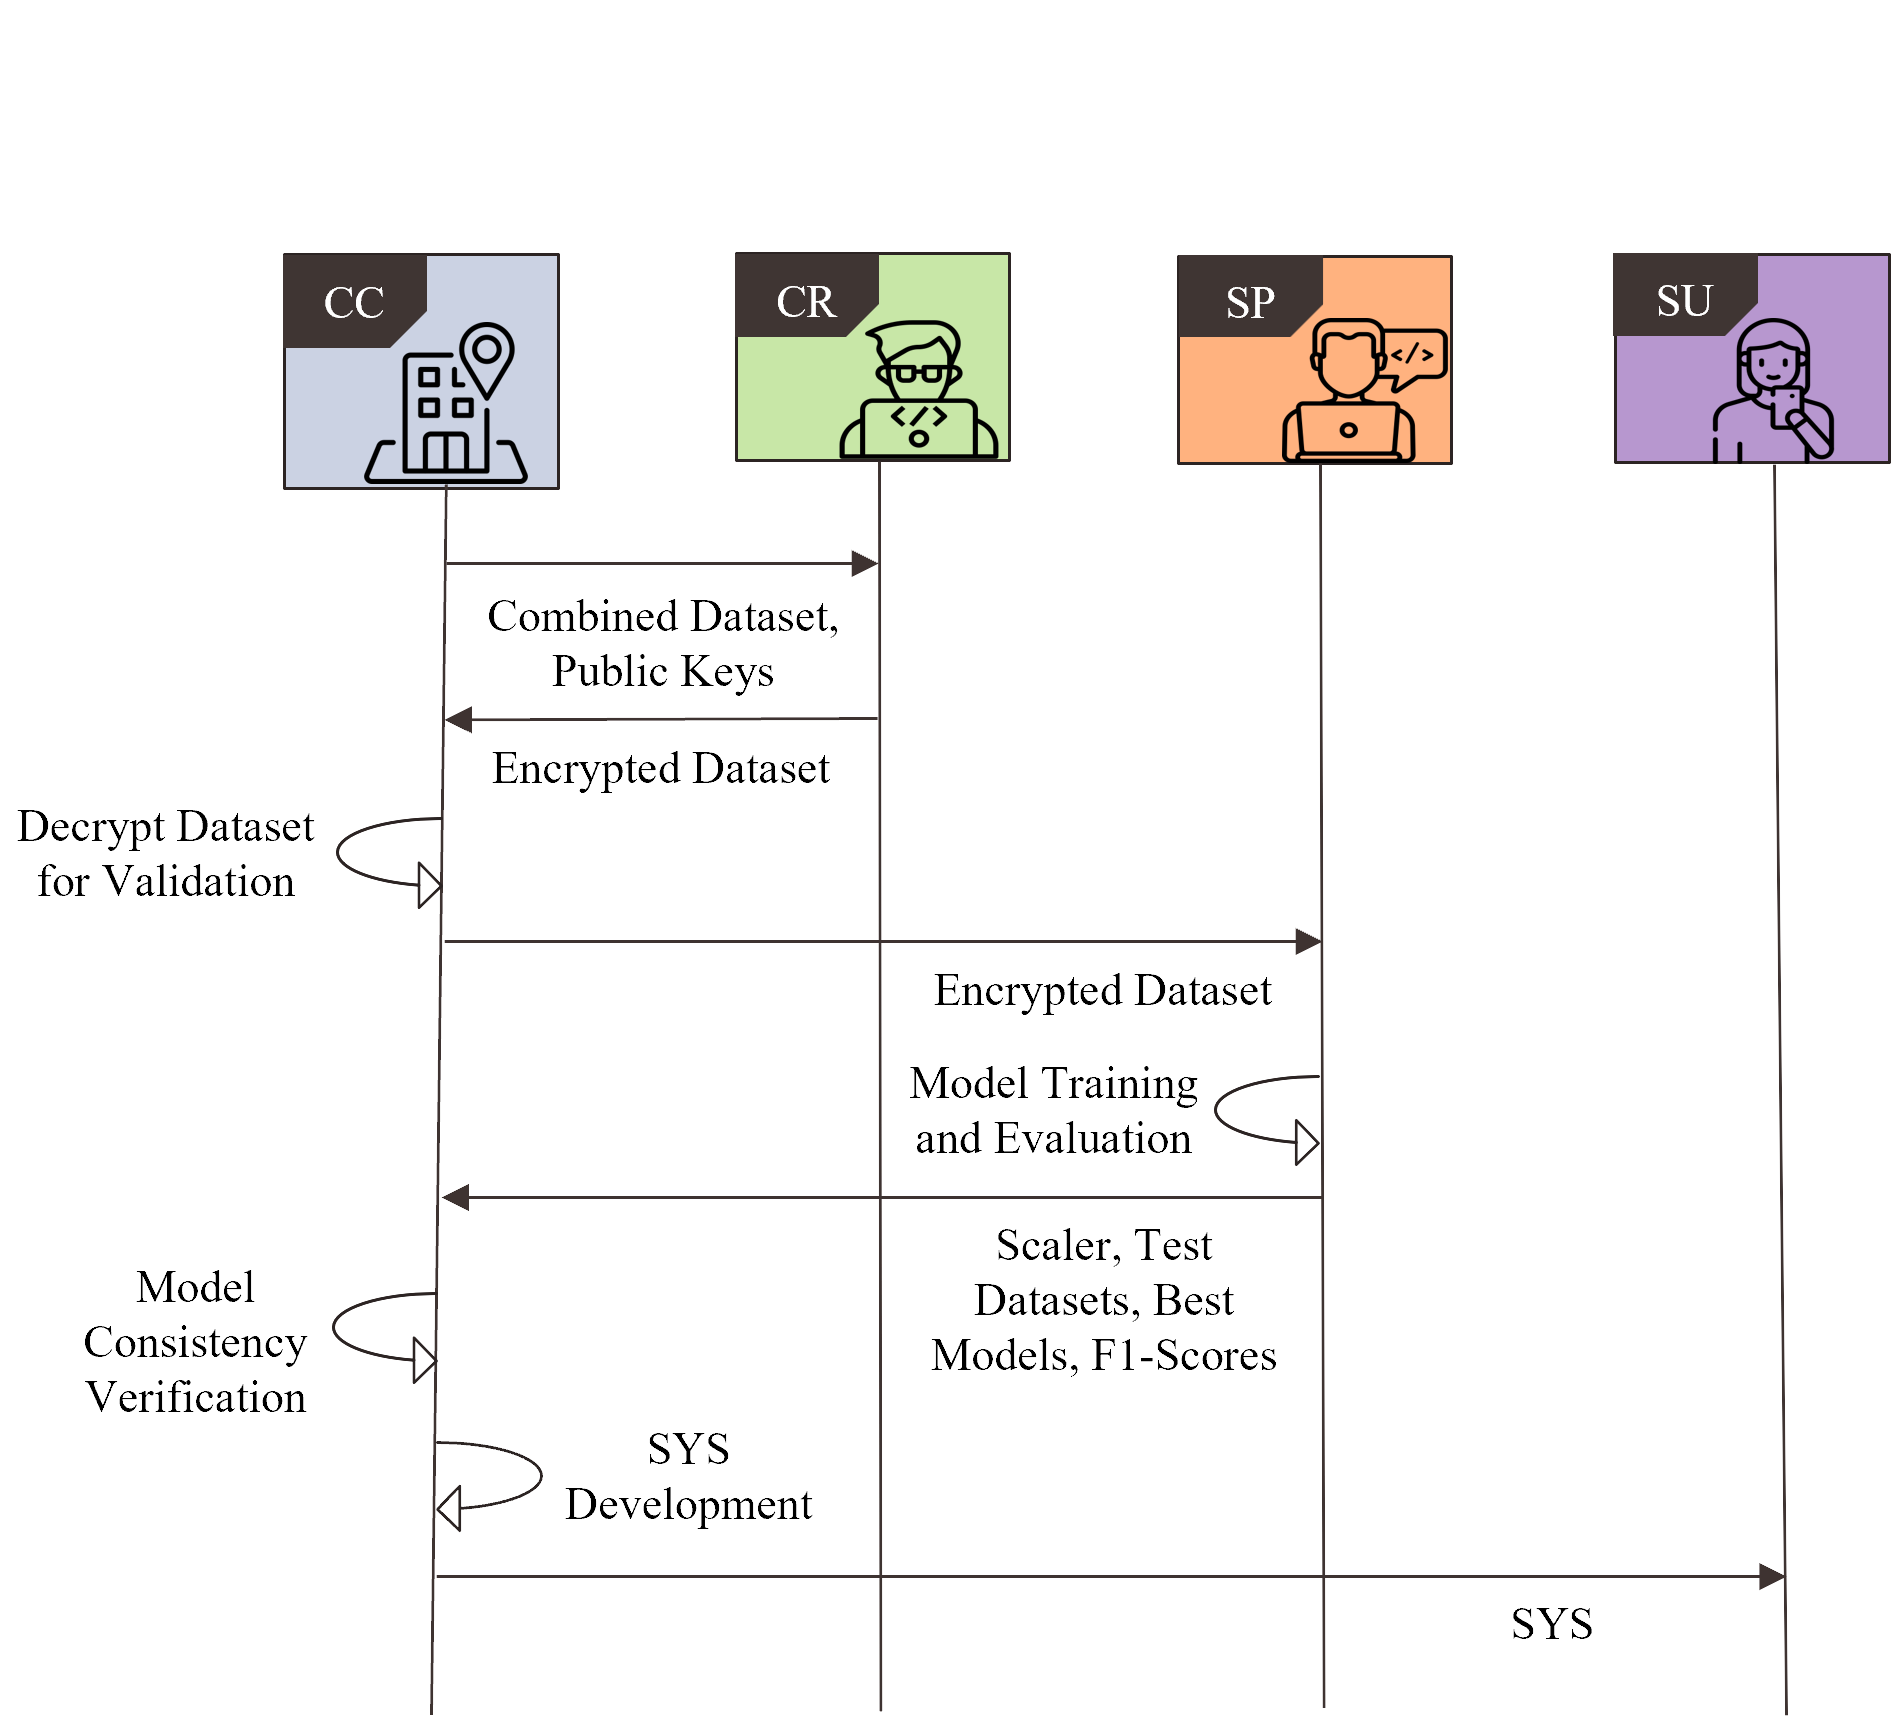 CC
CR
SP
SU
Combined Dataset,
Public Keys
Encrypted Dataset
Decrypt Dataset
for Validation
Encrypted Dataset
Model Training
and Evaluation
Scaler, Test
Datasets, Best
Models, F1-Scores
Model
Consistency
Verification
SYS
Development
SYS